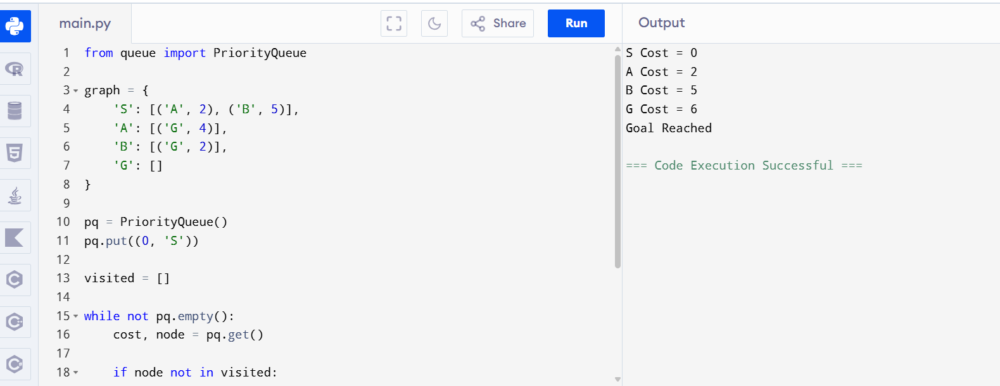 main.py
Share
Run
Output
1 from queue import PriorityQueue
2
3 graph = {
4     'S': [('A', 2), ('B', 5)],
5     'A': [('G', 4)],
6     'B': [('G', 2)],
7     'G': []
8 }
9
10 pq = PriorityQueue()
11 pq.put((0, 'S'))
12
13 visited = []
14
15 while not pq.empty():
16     cost, node = pq.get()
17
18     if node not in visited:
S Cost = 0
A Cost = 2
B Cost = 5
G Cost = 6
Goal Reached
=== Code Execution Successful ===